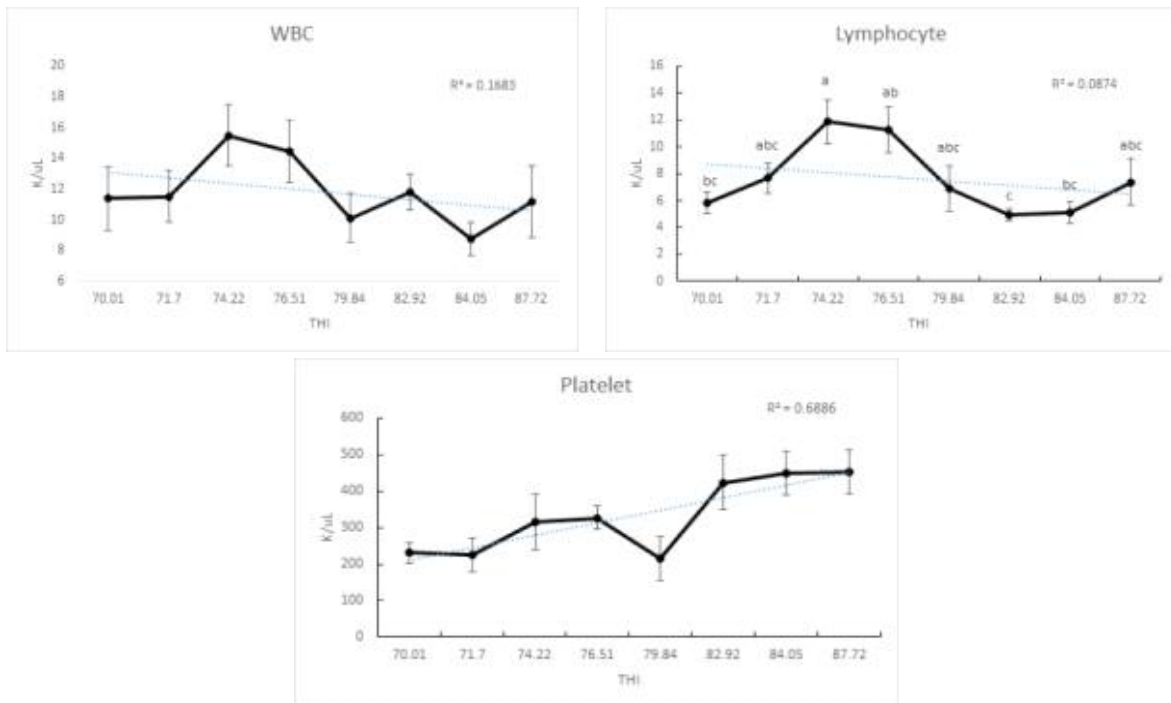 WBC
20
R² = 0.1683
18
16
14
K/uL
12
10
8
6
70.01 71.7 74.22 76.51 79.84 82.92 84.05 87.72
THI
Lymphocyte
16
R² = 0.0874
14
a
ab
12
10
abc
abc
abc
K/uL
8
bc
6
c
bc
4
2
0
70.01 71.7 74.22 76.51 79.84 82.92 84.05 87.72
THI
Platelet
R² = 0.6886
600
500
400
K/uL
300
200
100
0
70.01 71.7 74.22 76.51 79.84 82.92 84.05 87.72
THI